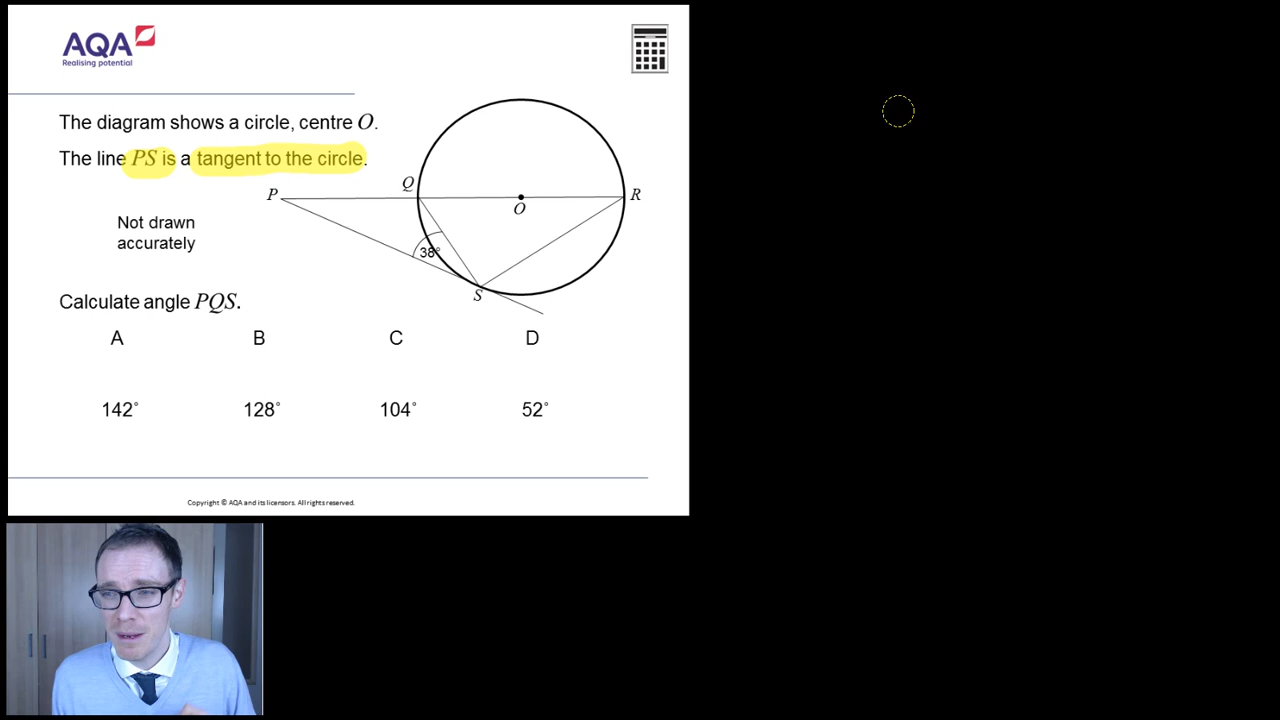 AQA
Realising potential
The diagram shows a circle, centre O.
The line PS is a tangent to the circle.
Q
P
R
O
Not drawn
accurately
38°
S
Calculate angle PQS.
A B C D
142° 128° 104° 52°
Copyright © AQA and its licensors. All rights reserved.